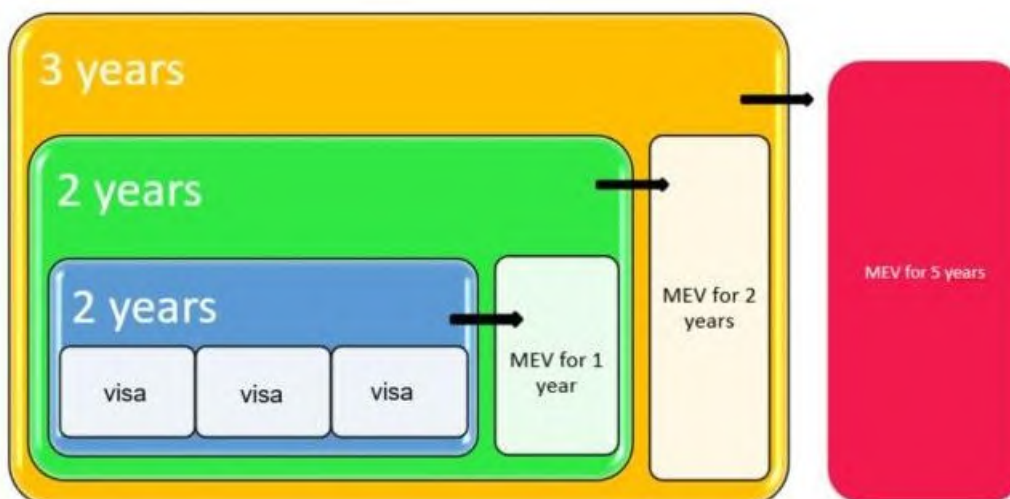 3 years
2 years
2 years
visa
visa
visa
MEV for 1
year
MEV for 2
years
MEV for 5 years